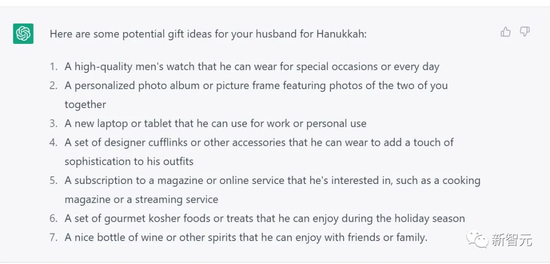 Here are some potential gift ideas for your husband for Hanukkah:
1. A high-quality men's watch that he can wear for special occasions or every day
2. A personalized photo album or picture frame featuring photos of the two of you
together
3. A new laptop or tablet that he can use for work or personal use
4. A set of designer cufflinks or other accessories that he can wear to add a touch of
sophistication to his outfits
5. A subscription to a magazine or online service that he's interested in, such as a cooking
magazine or a streaming service
6. A set of gourmet kosher foods or treats that he can enjoy during the holiday season
7. A nice bottle of wine or other spirits that he can enjoy with friends or family.
新智元